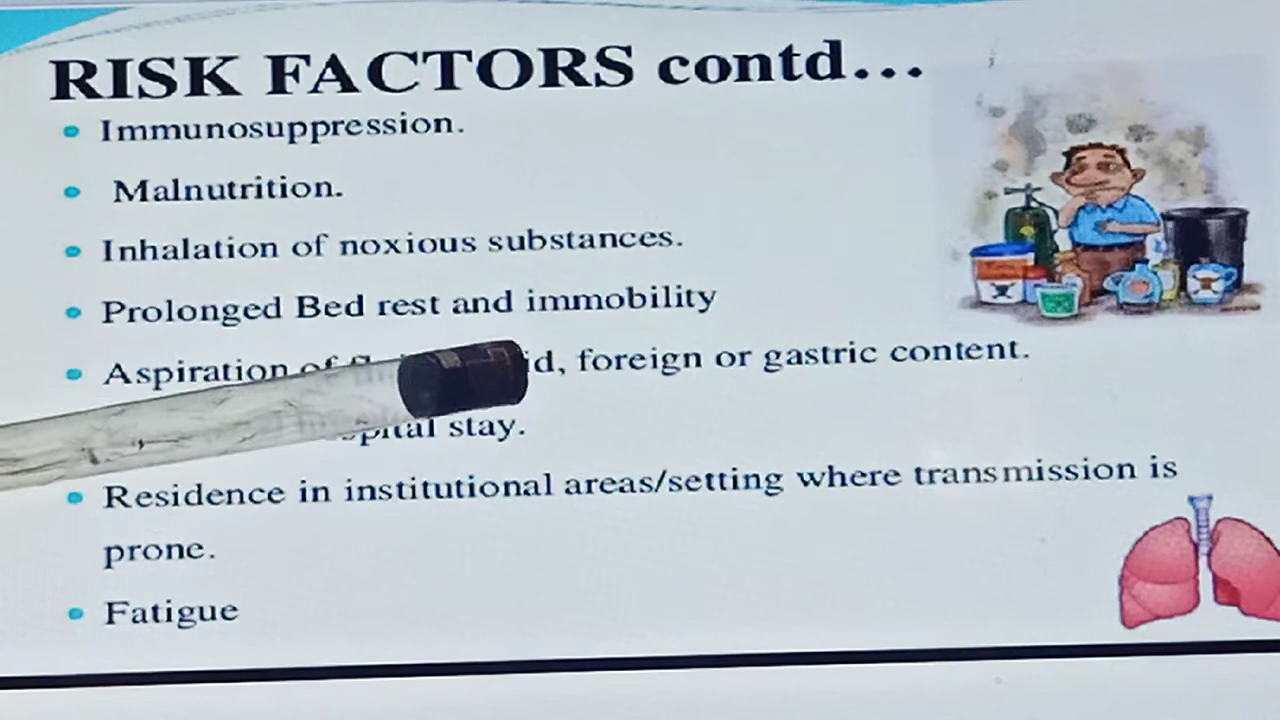 RISK FACTORS contd...
• Immunosuppression.
• Malnutrition.
• Inhalation of noxious substances.
• Prolonged Bed rest and immobility
• Aspiration of foreign or gastric content.
stay.
• Residence in institutional areas/setting where transmission is
prone.
• Fatigue